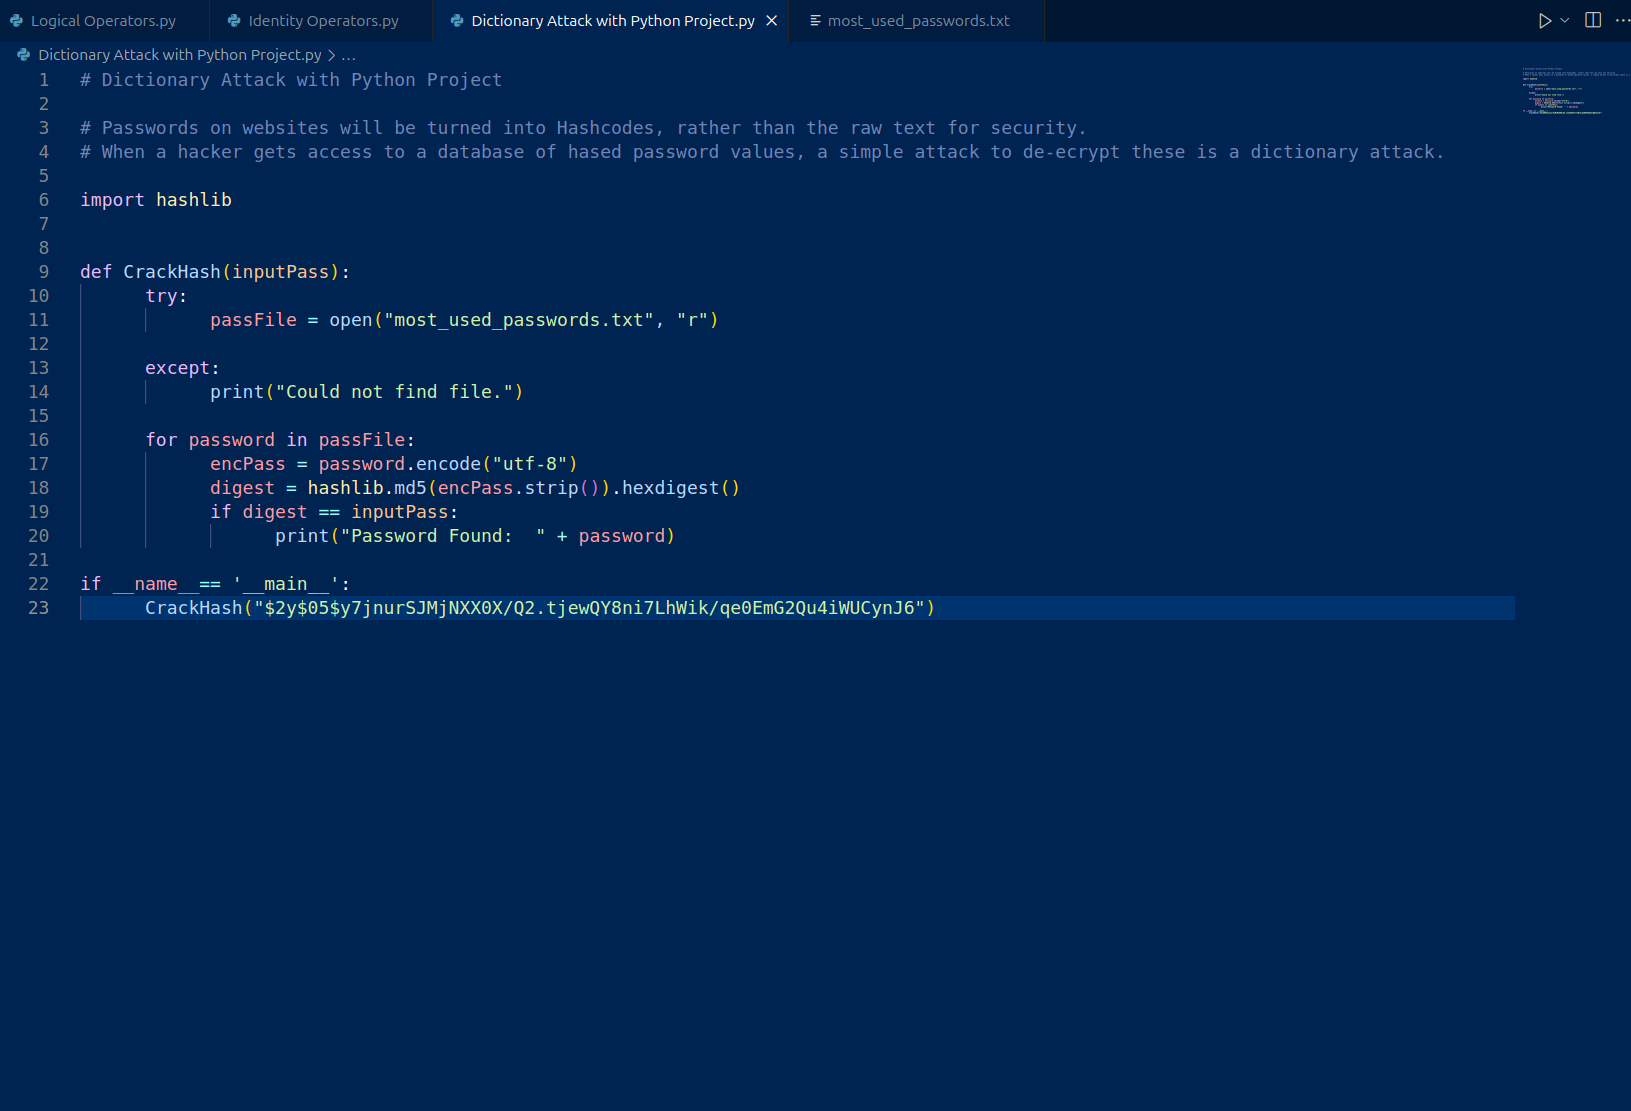 Logical Operators.py
Identity Operators.py
Dictionary Attack with Python Project.py
most_used_passwords.txt
Dictionary Attack with Python Project.py > ...
1 # Dictionary Attack with Python Project
2
3 # Passwords on websites will be turned into Hashcodes, rather than the raw text for security.
4 # When a hacker gets access to a database of hased password values, a simple attack to de-ecrypt these is a dictionary attack.
5
6 import hashlib
7
8
9 def CrackHash(inputPass):
10 try:
11 passFile = open("most_used_passwords.txt", "r")
12
13 except:
14 print("Could not find file.")
15
16 for password in passFile:
17 encPass = password.encode("utf-8")
18 digest = hashlib.md5(encPass.strip()).hexdigest()
19 if digest == inputPass:
20 print("Password Found:  " + password)
21
22 if __name__== '__main__':
23 CrackHash("$2y$05$y7jnurSJMjNXX0X/Q2.tjewQY8ni7LhWik/qe0EmG2Qu4iWUCynJ6")